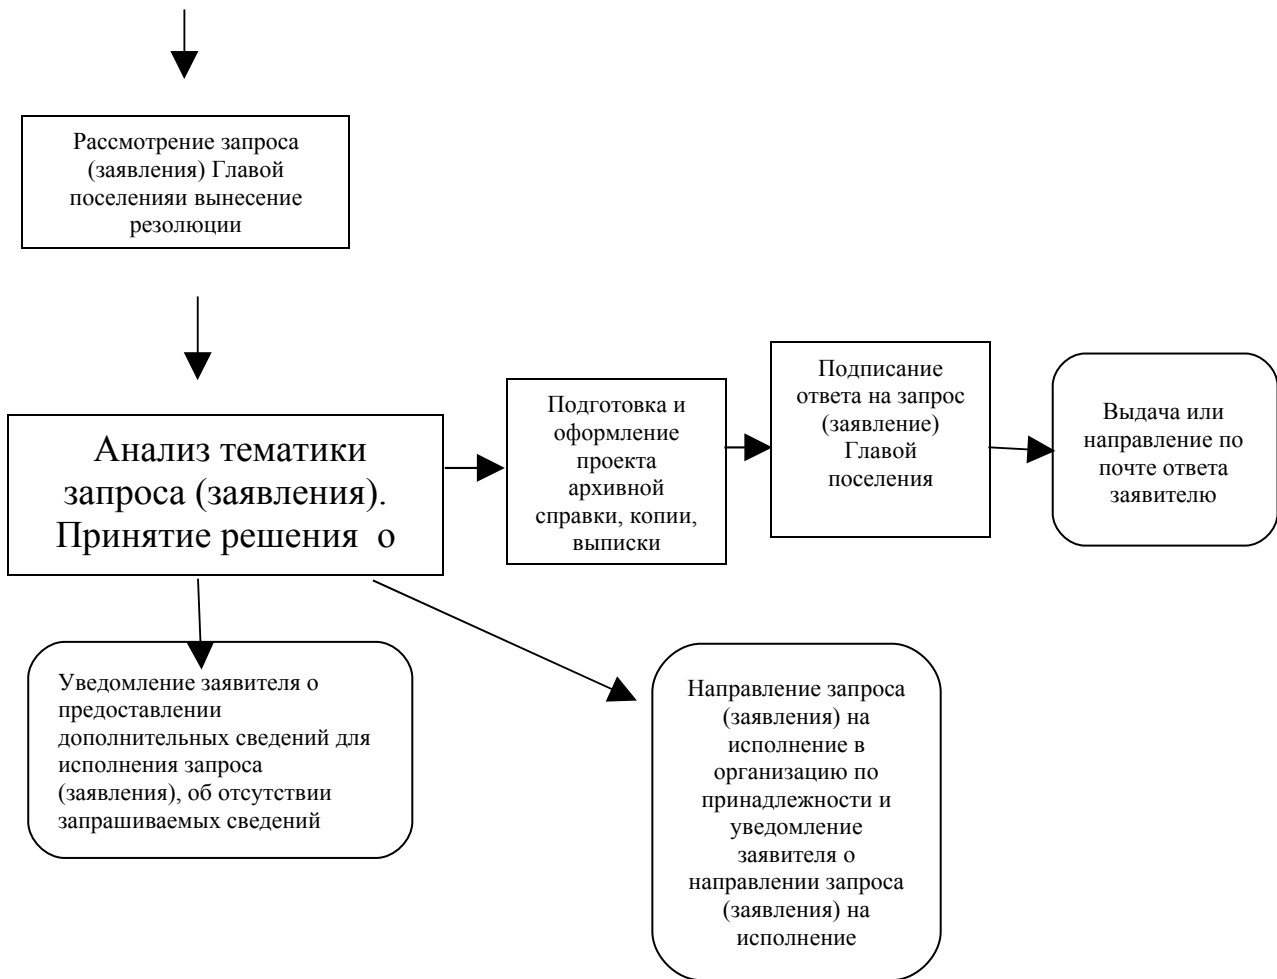 Рассмотрение запроса
(заявления) Главой
поселенияи вынесение
резолюции
Анализ тематики
запроса (заявления).
Принятие решения о
Подготовка и
оформление
проекта
архивной
справки, копии,
выписки
Подписание
ответа на запрос
(заявление)
Главой
поселения
Выдача или
направление по
почте ответа
заявителю
Уведомление заявителя о
предоставлении
дополнительных сведений для
исполнения запроса
(заявления), об отсутствии
запрашиваемых сведений
Направление запроса
(заявления) на
исполнение в
организацию по
принадлежности и
уведомление
заявителя о
направлении запроса
(заявления) на
исполнение